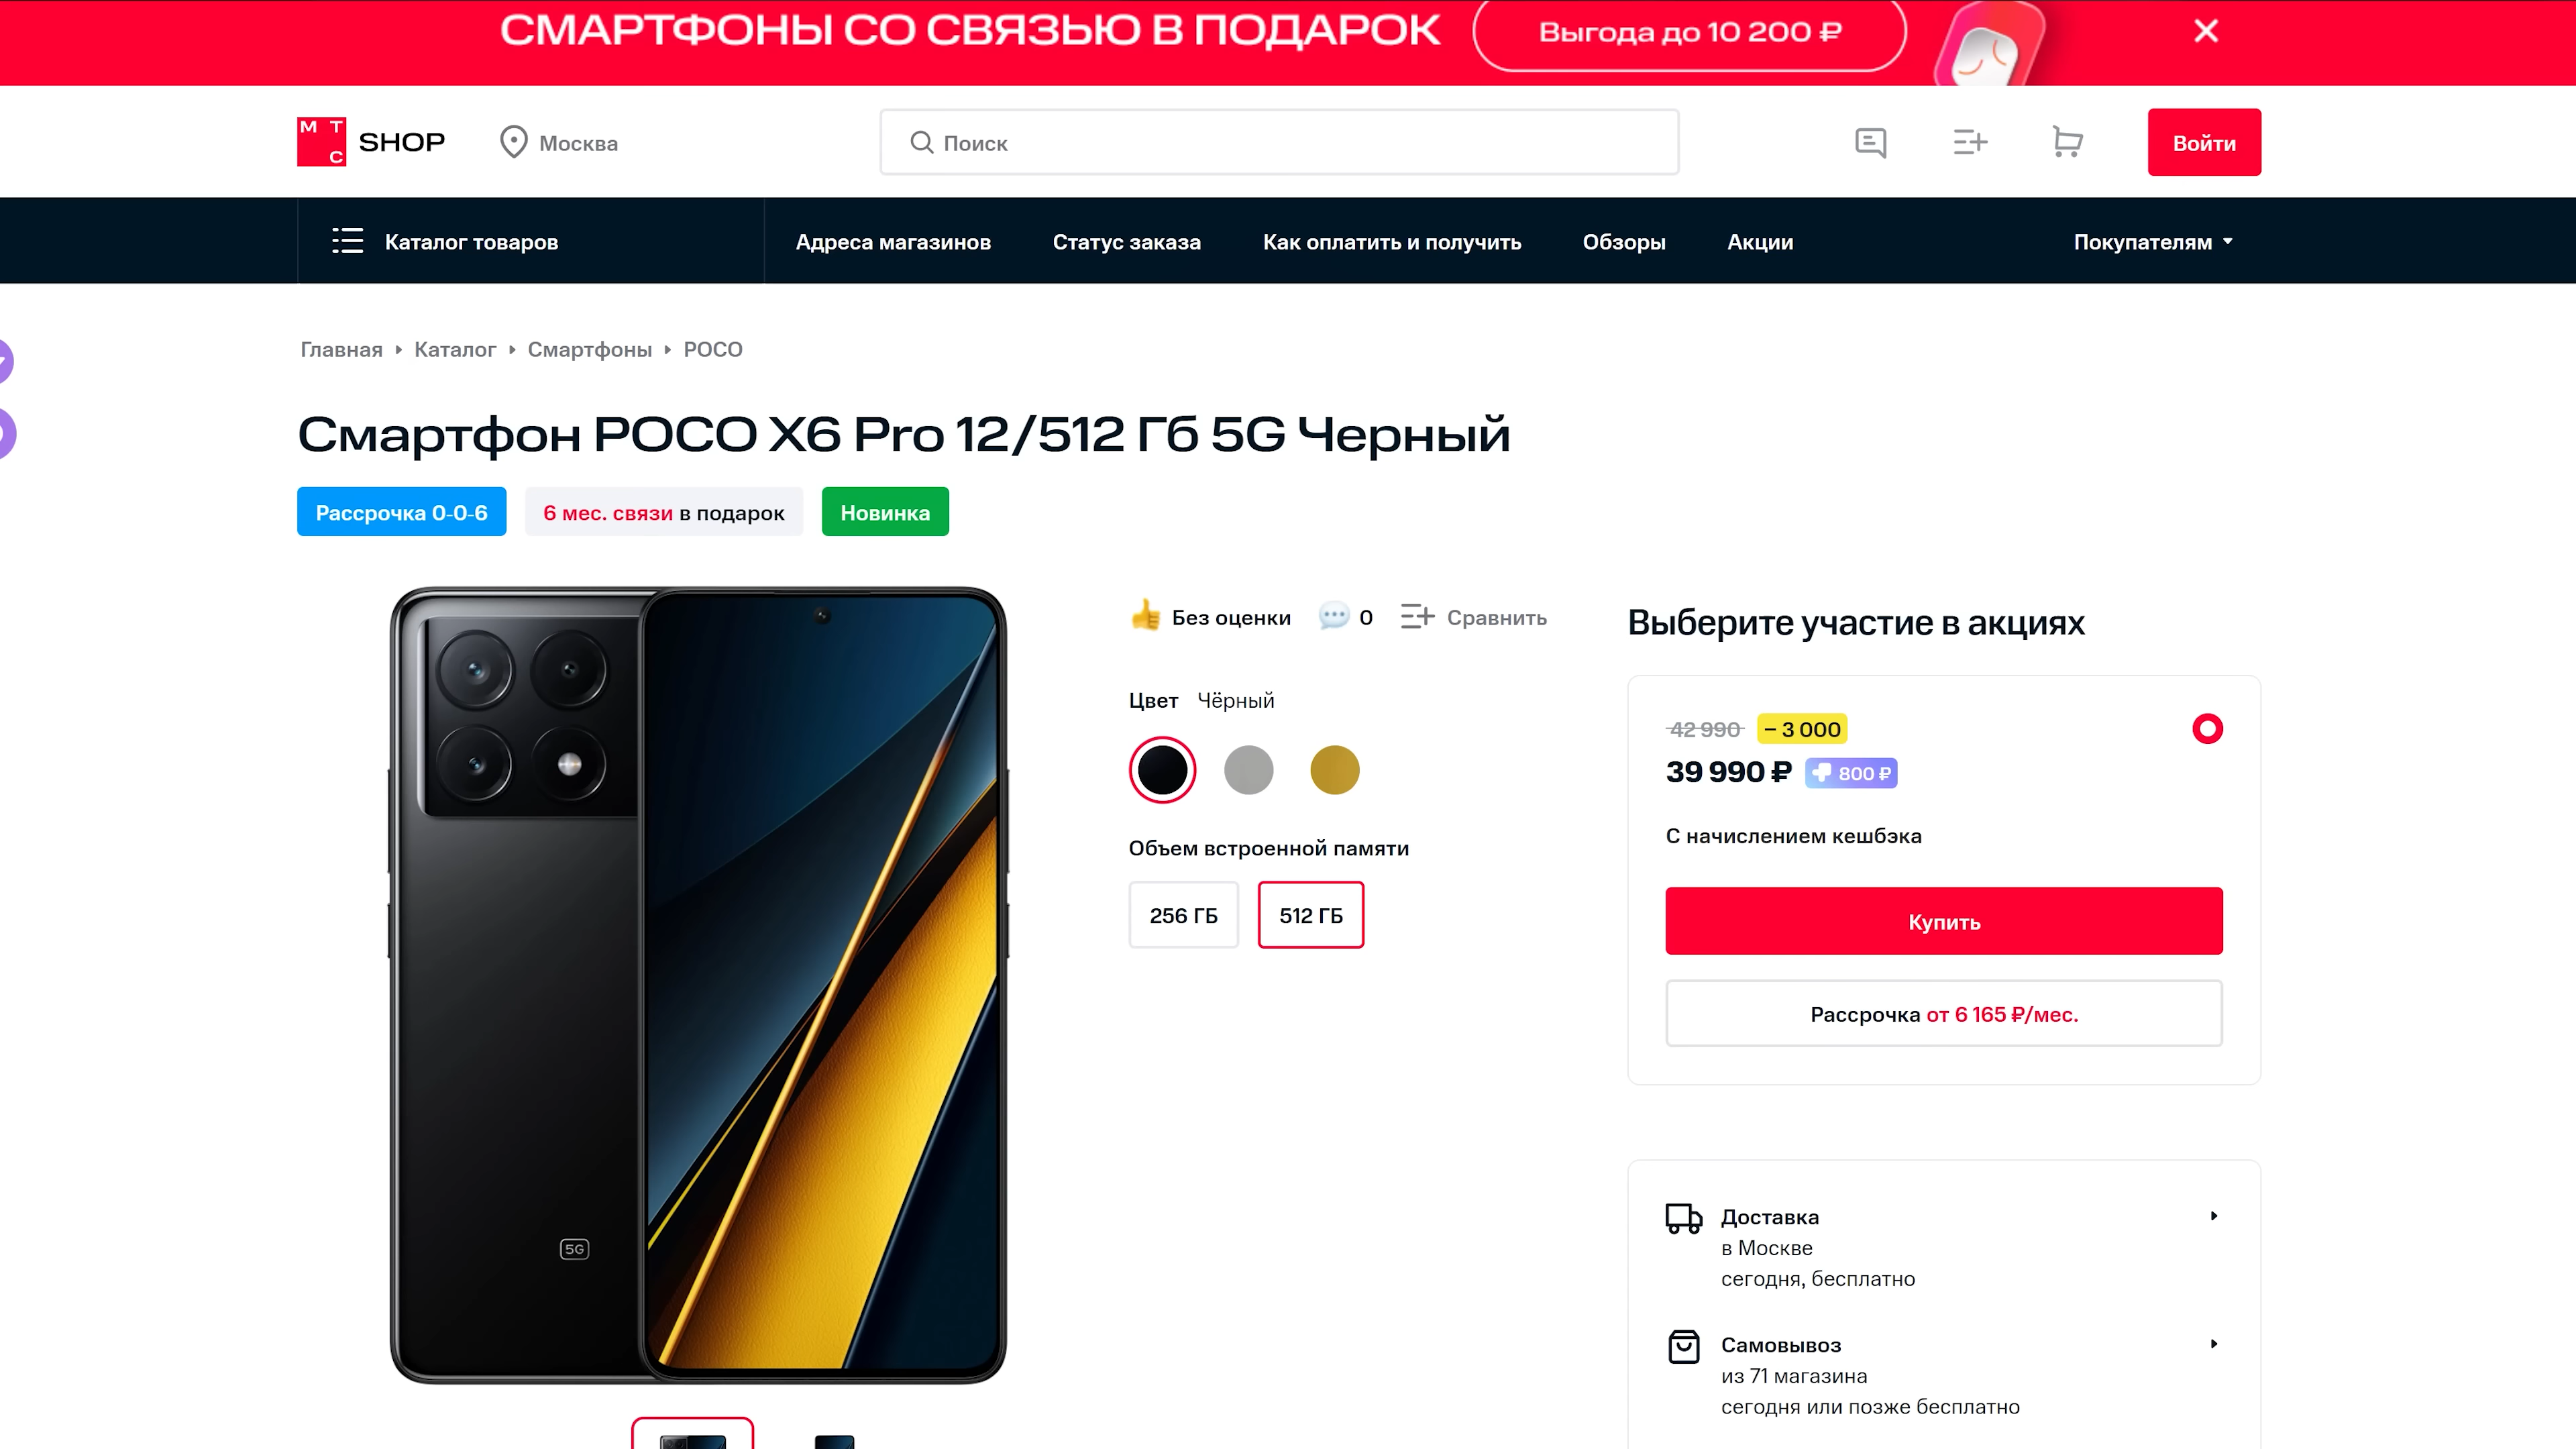 СМАРТФОНЫ СО СВЯЗЬЮ В ПОДАРОК
Выгода до 10 200 ₽
М Т С
SHOP
Москва
Поиск
Войти
Каталог товаров
Адреса магазинов
Статус заказа
Как оплатить и получить
Обзоры
Акции
Покупателям
Главная
Каталог
Смартфоны
POCO
Смартфон POCO X6 Pro 12/512 Гб 5G Черный
Рассрочка 0-0-6
6 мес. связи в подарок
Новинка
Без оценки
0
Сравнить
Цвет Чёрный
Объем встроенной памяти
256 ГБ
512 ГБ
5G
Выберите участие в акциях
42 990
– 3 000
39 990 ₽
800 ₽
С начислением кешбэка
Купить
Рассрочка от 6 165 ₽/мес.
Доставка
в Москве
сегодня, бесплатно
Самовывоз
из 71 магазина
сегодня или позже бесплатно